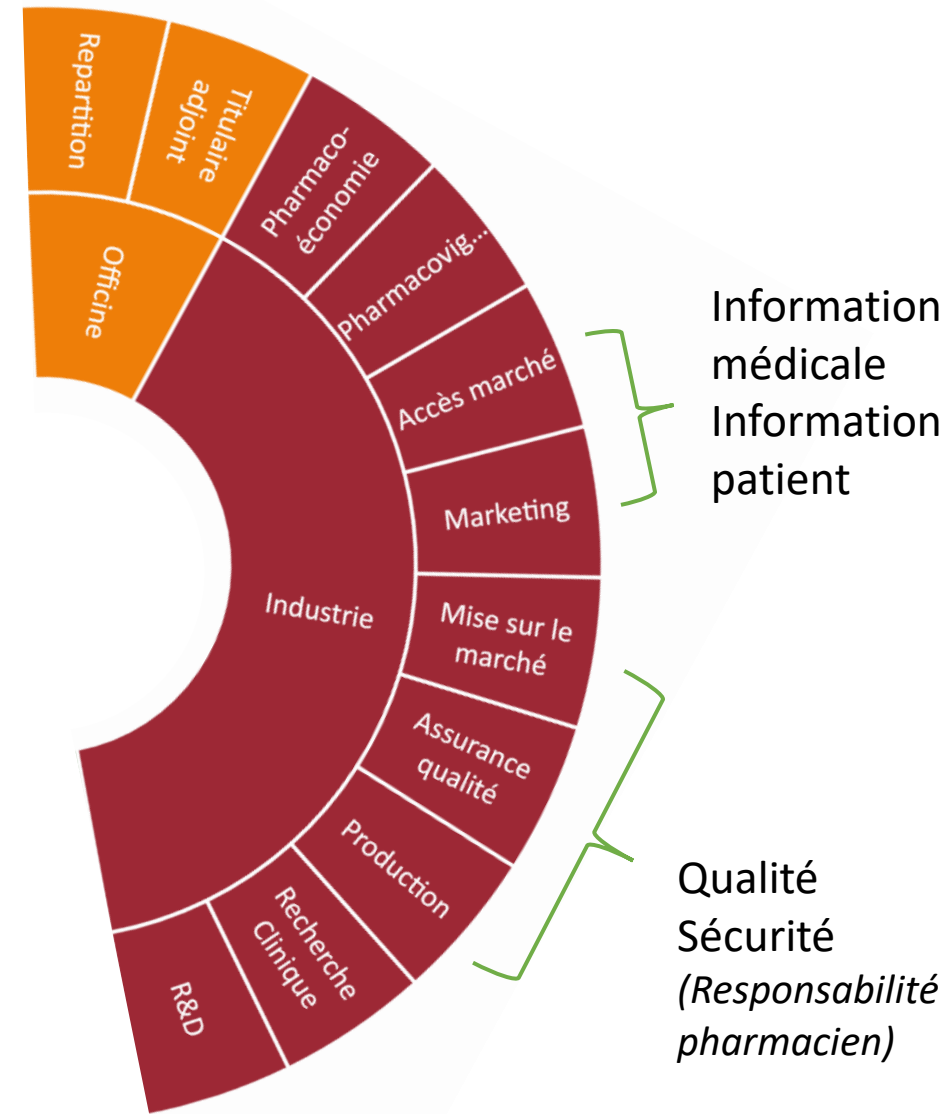 Repartition
Titulaire
adjoint
Officine
Pharmaco-
économie
Pharmacovig...
Accès marché
Marketing
Industrie
Mise sur le
marché
Assurance
qualité
Production
Recherche
Clinique
R&D
Information
médicale
Information
patient
Qualité
Sécurité
(Responsabilité
pharmacien)